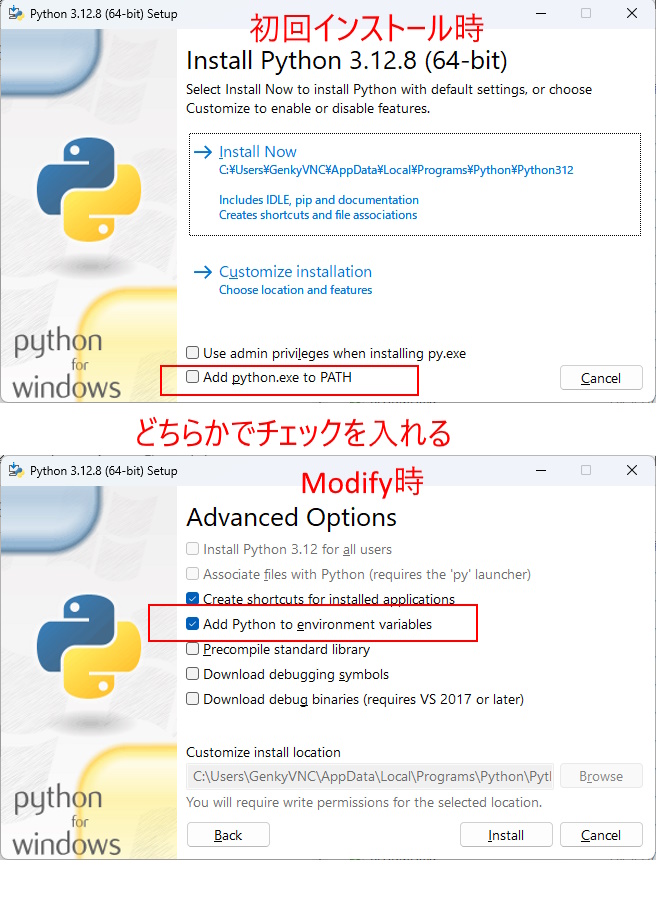 Python 3.12.8 (64-bit) Setup
初回インストール時
Install Python 3.12.8 (64-bit)
Select Install Now to install Python with default settings, or choose
Customize to enable or disable features.
Install Now
C:¥Users¥GenkyVNC¥AppData¥Local¥Programs¥Python¥Python312
Includes IDLE, pip and documentation
Creates shortcuts and file associations
Customize installation
Choose location and features
Use admin privileges when installing py.exe
Add python.exe to PATH
Cancel
python
for
windows
どちらかでチェックを入れる
Python 3.12.8 (64-bit) Setup
Modify時
Advanced Options
Install Python 3.12 for all users
Associate files with Python (requires the 'py' launcher)
Create shortcuts for installed applications
Add Python to environment variables
Precompile standard library
Download debugging symbols
Download debug binaries (requires VS 2017 or later)
Customize install location
C:\Users\GenkyVNC\AppData\Local\Programs\Python\Pytl
Browse
You will require write permissions for the selected location.
Back
Install
Cancel
python
for
windows